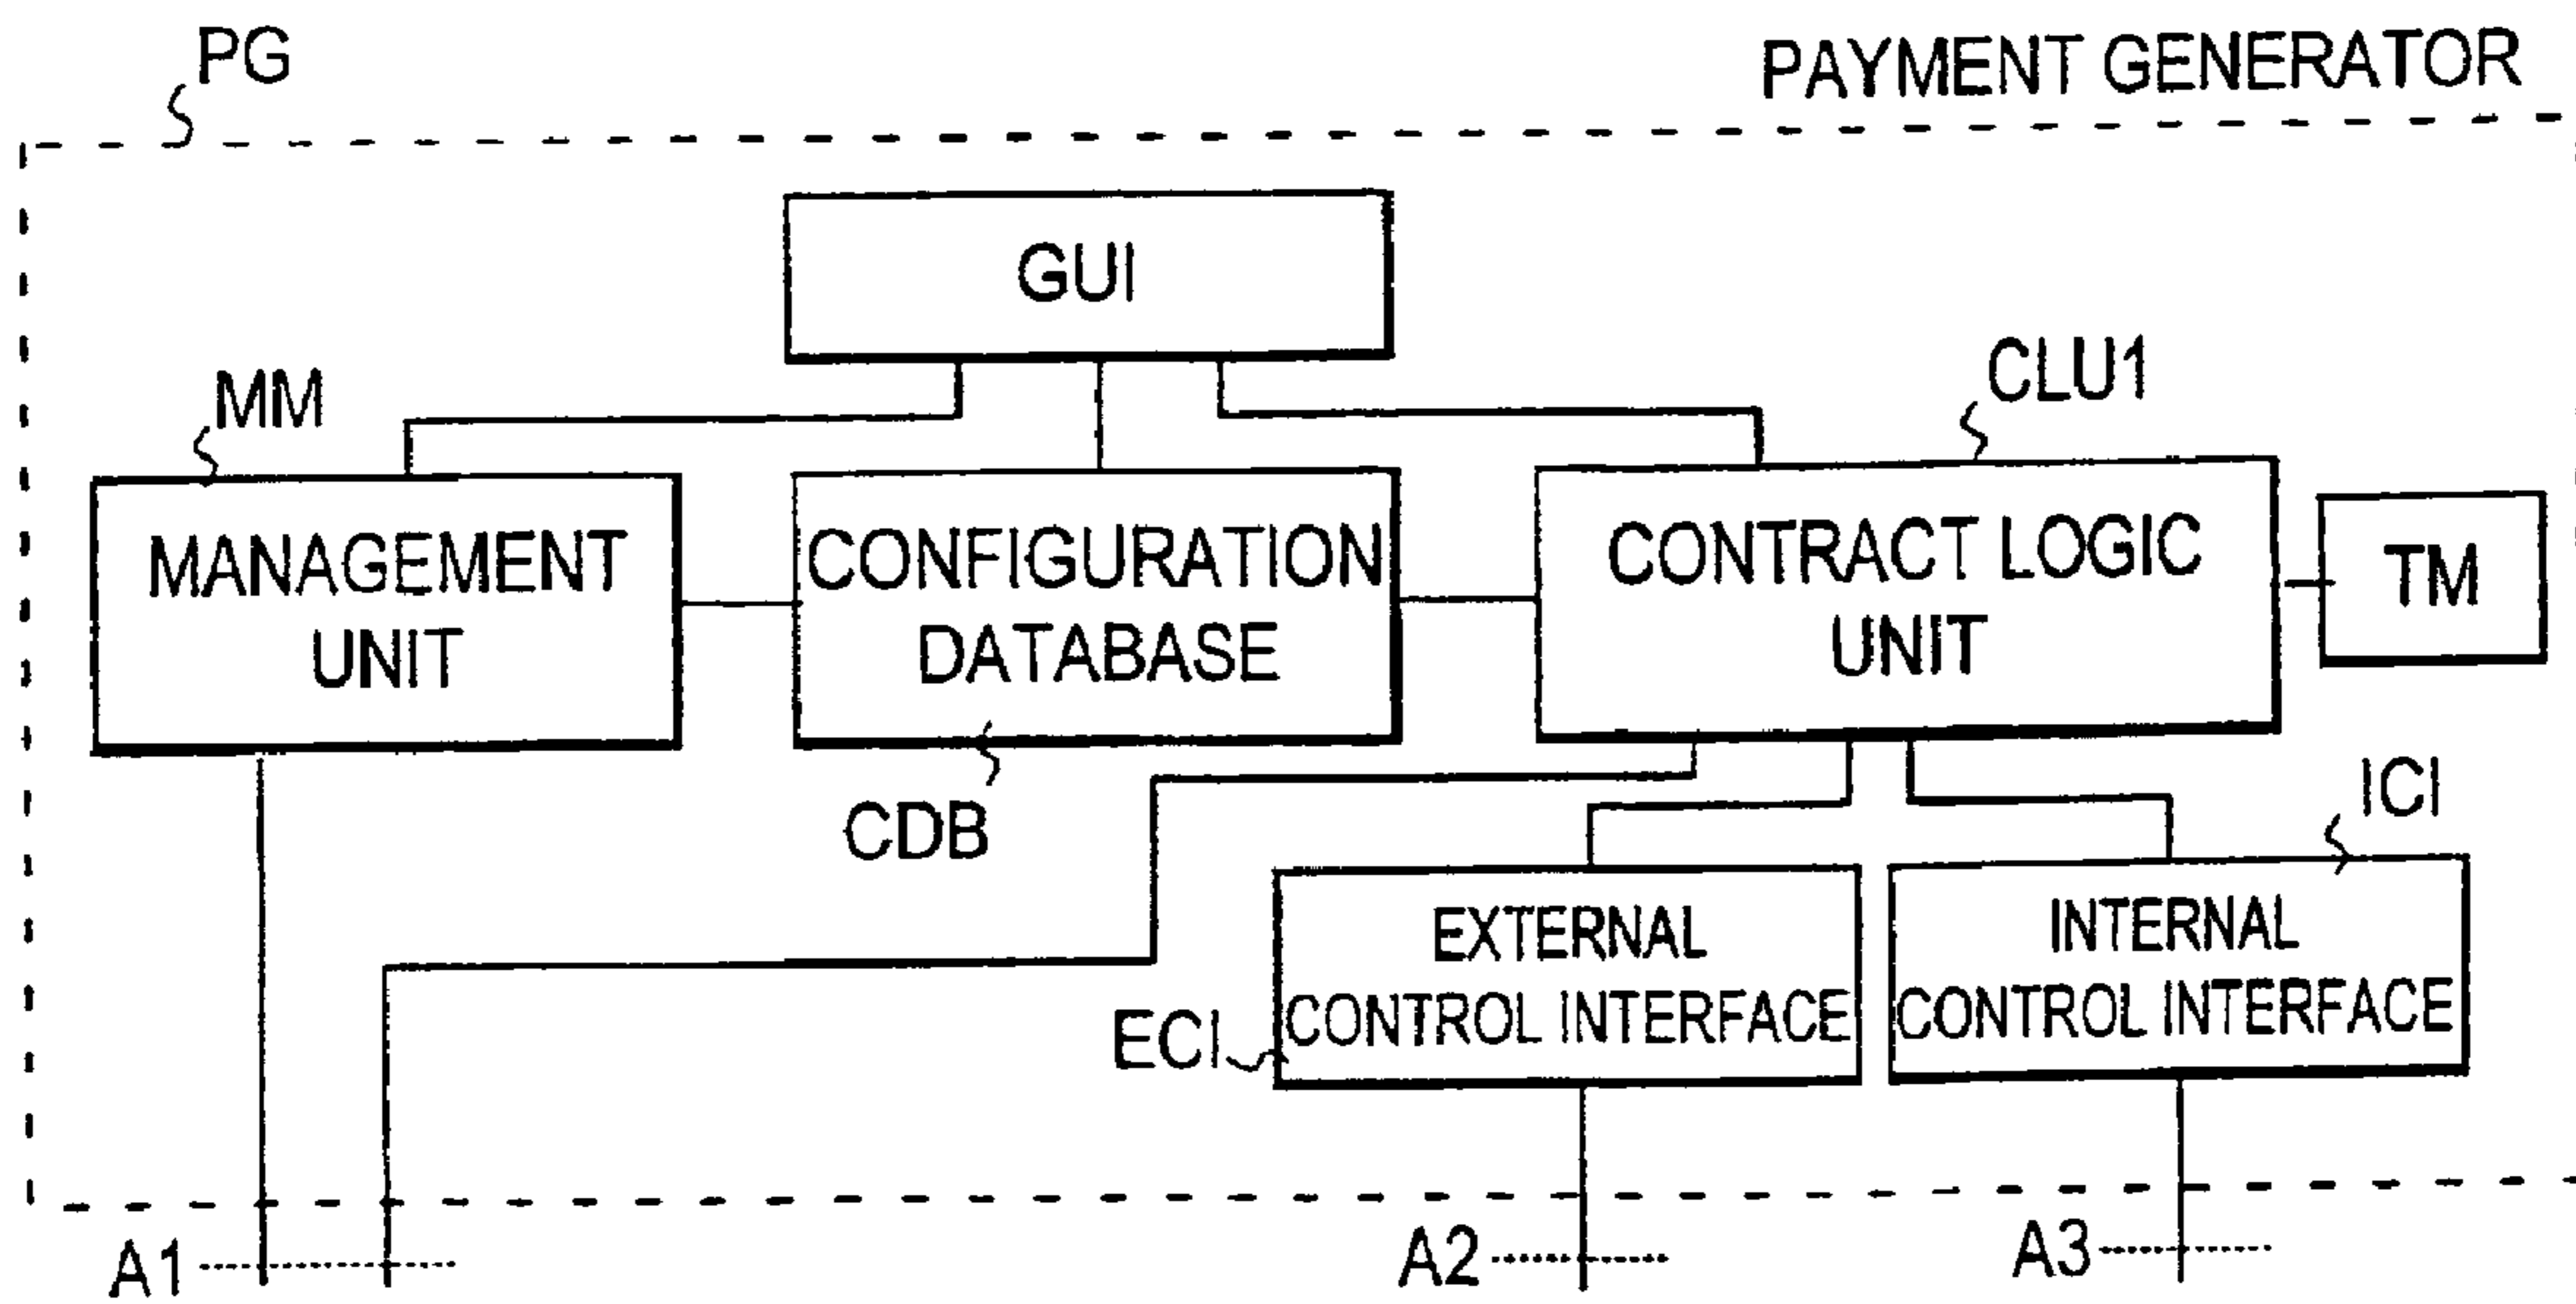 PG
PAYMENT GENERATOR
GUI
MM
CLU1
MANAGEMENT
UNIT
CONFIGURATION
DATABASE
CONTRACT LOGIC
UNIT
TM
CDB
ICI
EXTERNAL
CONTROL INTERFACE
INTERNAL
CONTROL INTERFACE
ECI
A1
A2
A3